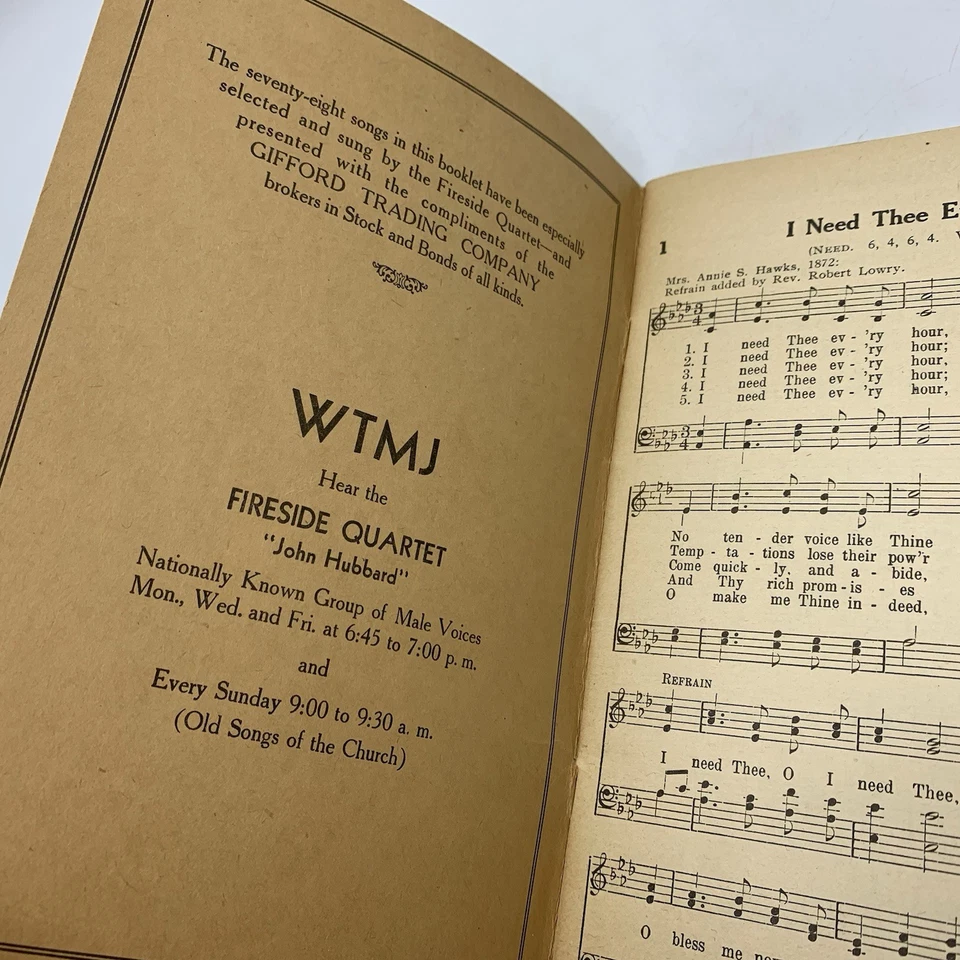 The seventy-eight songs in this booklet have been especially
selected and sung by the Fireside Quartet—and
presented with the compliments of the
GIFFORD TRADING COMPANY
brokers in Stock and Bonds of all kinds.
WTMJ
Hear the
FIRESIDE QUARTET
"John Hubbard"
Nationally Known Group of Male Voices
Mon., Wed. and Fri. at 6:45 to 7:00 p. m.
and
Every Sunday 9:00 to 9:30 a. m.
(Old Songs of the Church)
1 I Need Thee
(NEED. 6, 4, 6, 4.
Mrs. Annie S. Hawks, 1872:
Refrain added by Rev. Robert Lowry.
3
4
1. I need Thee ev - 'ry hour,
2. I need Thee ev - 'ry hour;
3. I need Thee ev - 'ry hour,
4. I need Thee ev - 'ry hour;
5. I need Thee ev - 'ry hour,
3
4
No ten - der voice like Thine
Temp - ta - tions lose their pow'r
Come quick - ly, and a - bide,
And Thy rich prom - is - es
O make me Thine in - deed,
REFRAIN
I need Thee, O I need Thee,
O bless me